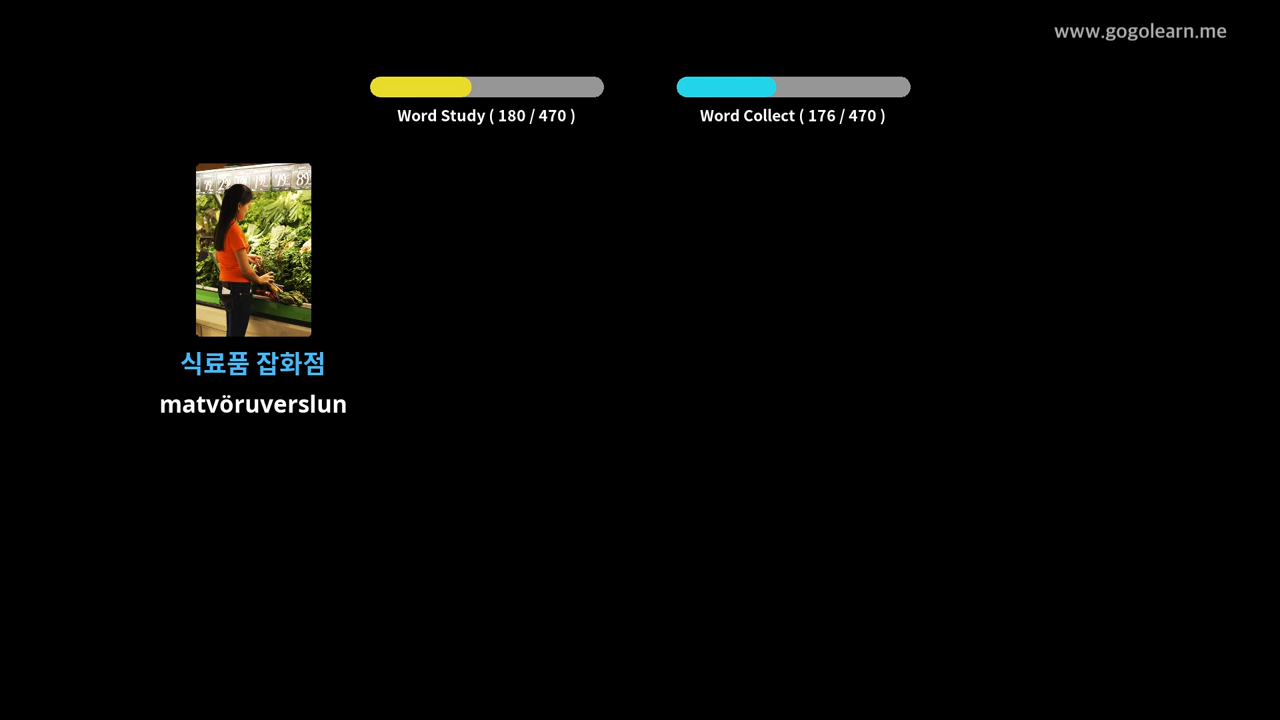 www.gogolearn.me
Word Study ( 180 / 470 )
Word Collect ( 176 / 470 )
식료품 잡화점
matvöruverslun